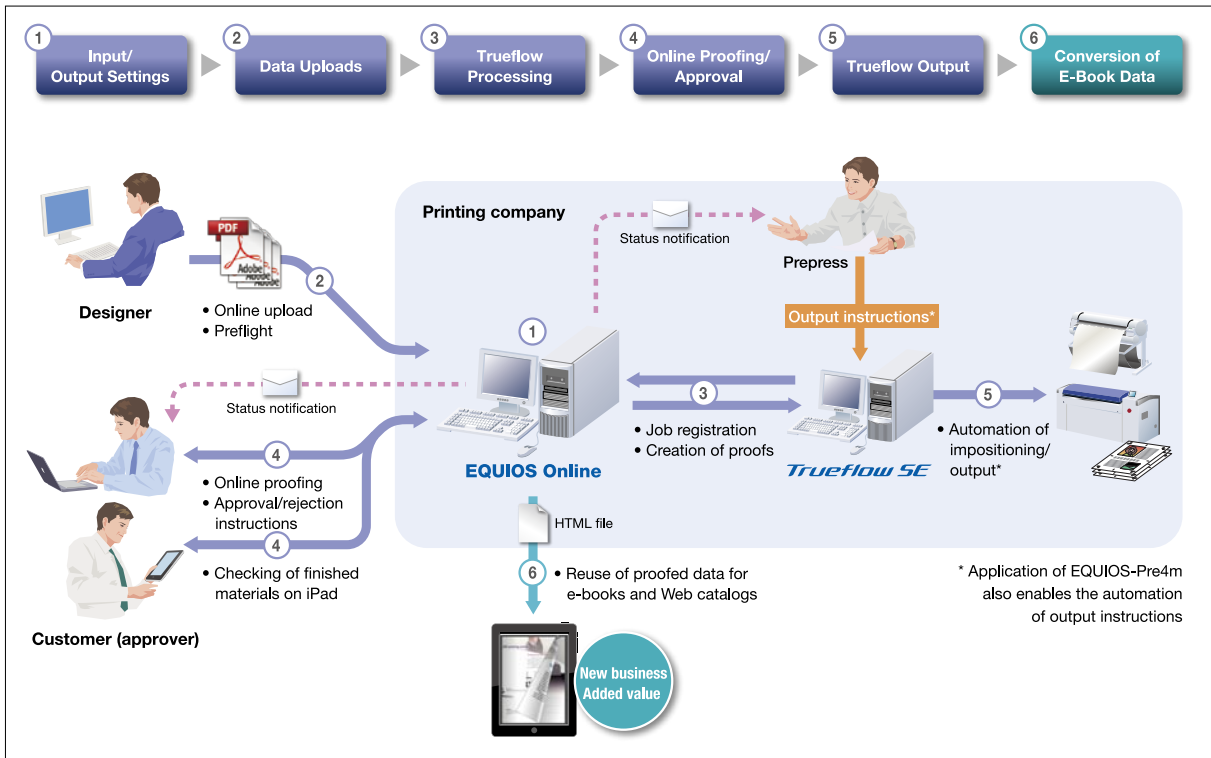 1
Input/
Output Settings
2
Data Uploads
3
Trueflow
Processing
4
Online Proofing/
Approval
5
Trueflow Output
6
Conversion of
E-Book Data
Designer
PDF
Adobe
2
• Online upload
• Preflight
Printing company
Status notification
Prepress
Output instructions*
1
EQUIOS Online
3
• Job registration
• Creation of proofs
Trueflow SE
5
• Automation of
impositioning/
output*
Status notification
4
• Online proofing
• Approval/rejection
instructions
4
• Checking of finished
materials on iPad
Customer (approver)
HTML file
6
• Reuse of proofed data for
e-books and Web catalogs
New business
Added value
* Application of EQUIOS-Pre4m
also enables the automation
of output instructions